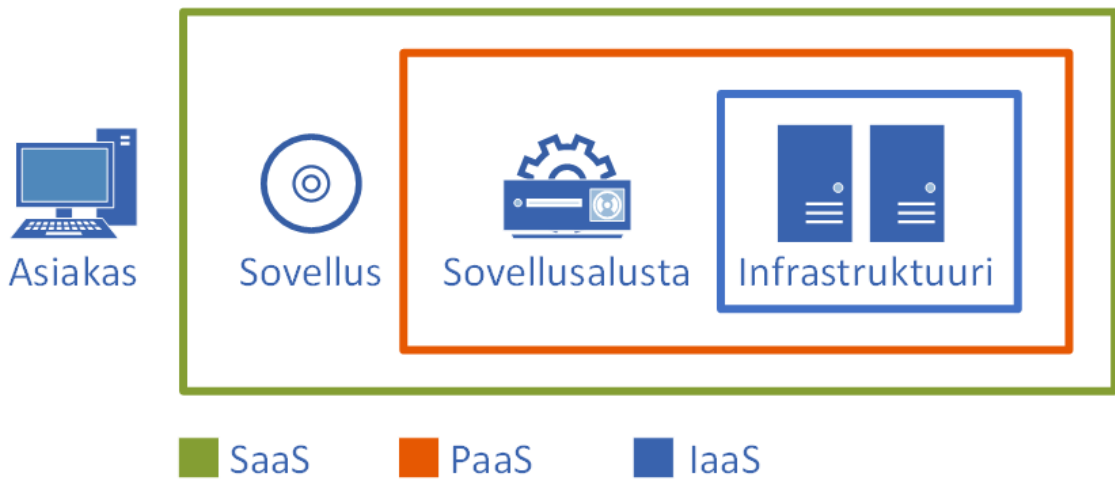 Asiakas
Sovellus
Sovellusalusta
Infrastruktuuri
SaaS
PaaS
IaaS